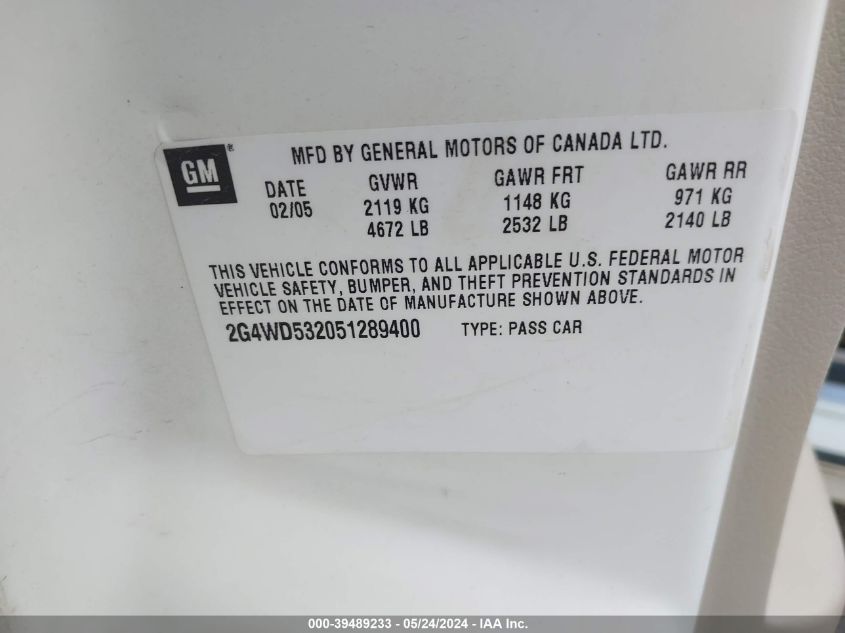 GM® MFD BY GENERAL MOTORS OF CANADA LTD.
DATE GVWR GAWR FRT GAWR RR
02/05 2119 KG 1148 KG 971 KG
4672 LB 2532 LB 2140 LB
THIS VEHICLE CONFORMS TO ALL APPLICABLE U.S. FEDERAL MOTOR
VEHICLE SAFETY, BUMPER, AND THEFT PREVENTION STANDARDS IN
EFFECT ON THE DATE OF MANUFACTURE SHOWN ABOVE.
2G4WD532051289400 TYPE: PASS CAR
000-39489233 - 05/24/2024 - IAA Inc.